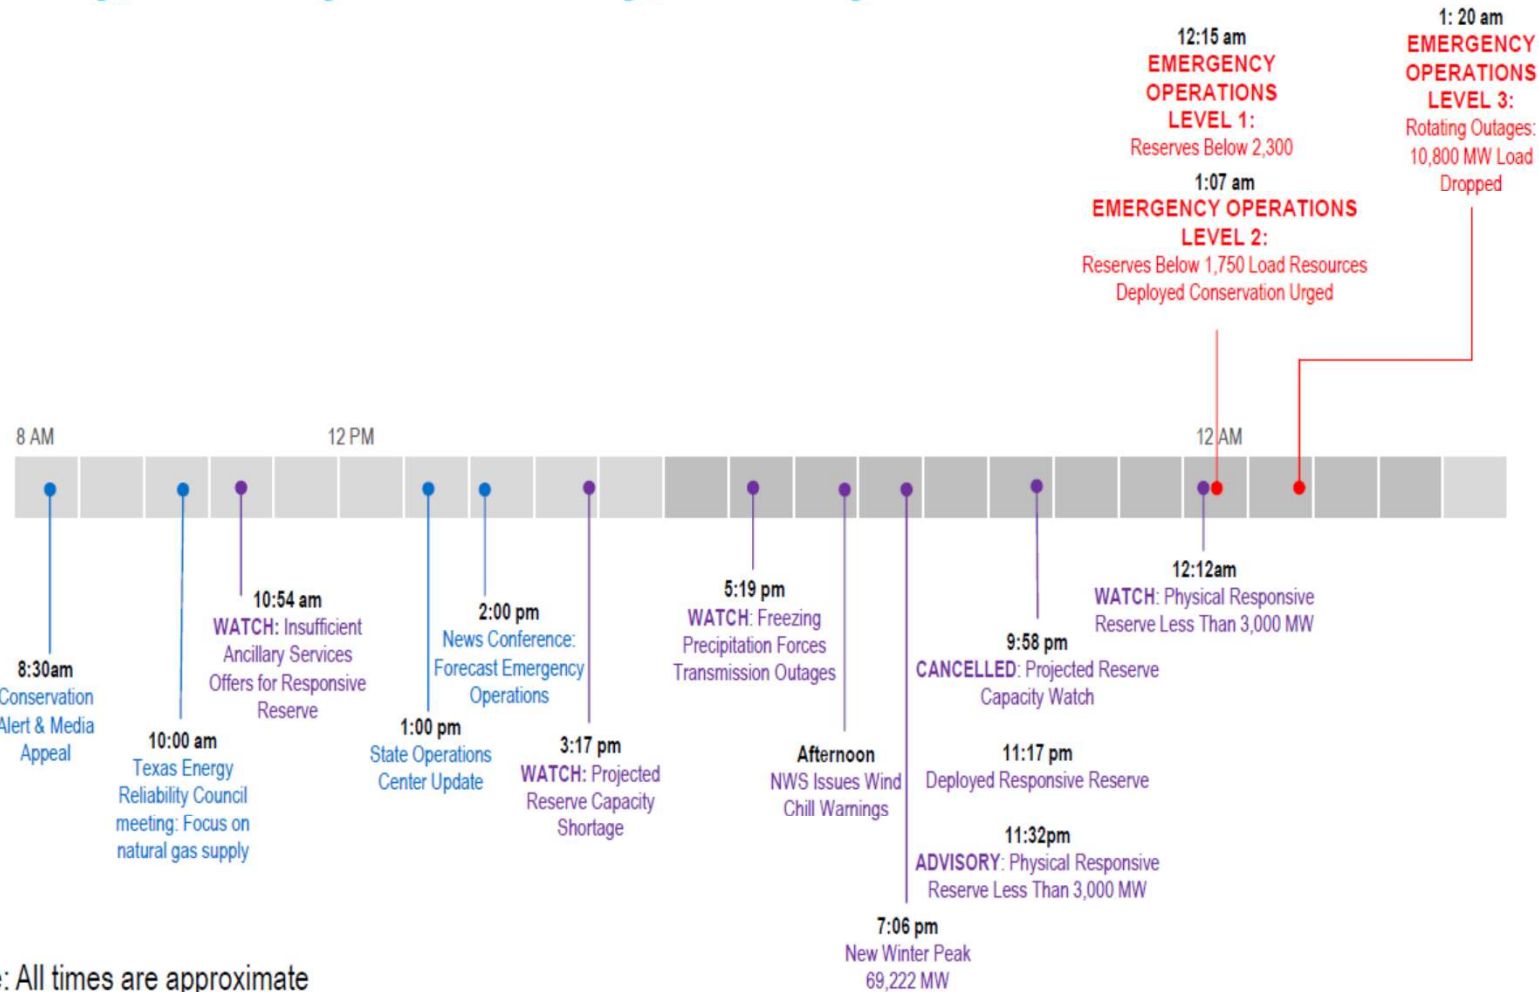 12:15 am
EMERGENCY
OPERATIONS
LEVEL 1:
Reserves Below 2,300
1:07 am
EMERGENCY OPERATIONS
LEVEL 2:
Reserves Below 1,750 Load Resources
Deployed Conservation Urged
1: 20 am
EMERGENCY
OPERATIONS
LEVEL 3:
Rotating Outages:
10,800 MW Load
Dropped
8 AM
12 PM
12 AM
8:30am
Conservation
Alert & Media
Appeal
10:00 am
Texas Energy
Reliability Council
meeting: Focus on
natural gas supply
10:54 am
WATCH: Insufficient
Ancillary Services
Offers for Responsive
Reserve
1:00 pm
State Operations
Center Update
2:00 pm
News Conference:
Forecast Emergency
Operations
3:17 pm
WATCH: Projected
Reserve Capacity
Shortage
5:19 pm
WATCH: Freezing
Precipitation Forces
Transmission Outages
Afternoon
NWS Issues Wind
Chill Warnings
7:06 pm
New Winter Peak
69,222 MW
9:58 pm
CANCELLED: Projected Reserve
Capacity Watch
11:17 pm
Deployed Responsive Reserve
11:32pm
ADVISORY: Physical Responsive
Reserve Less Than 3,000 MW
12:12am
WATCH: Physical Responsive
Reserve Less Than 3,000 MW
: All times are approximate